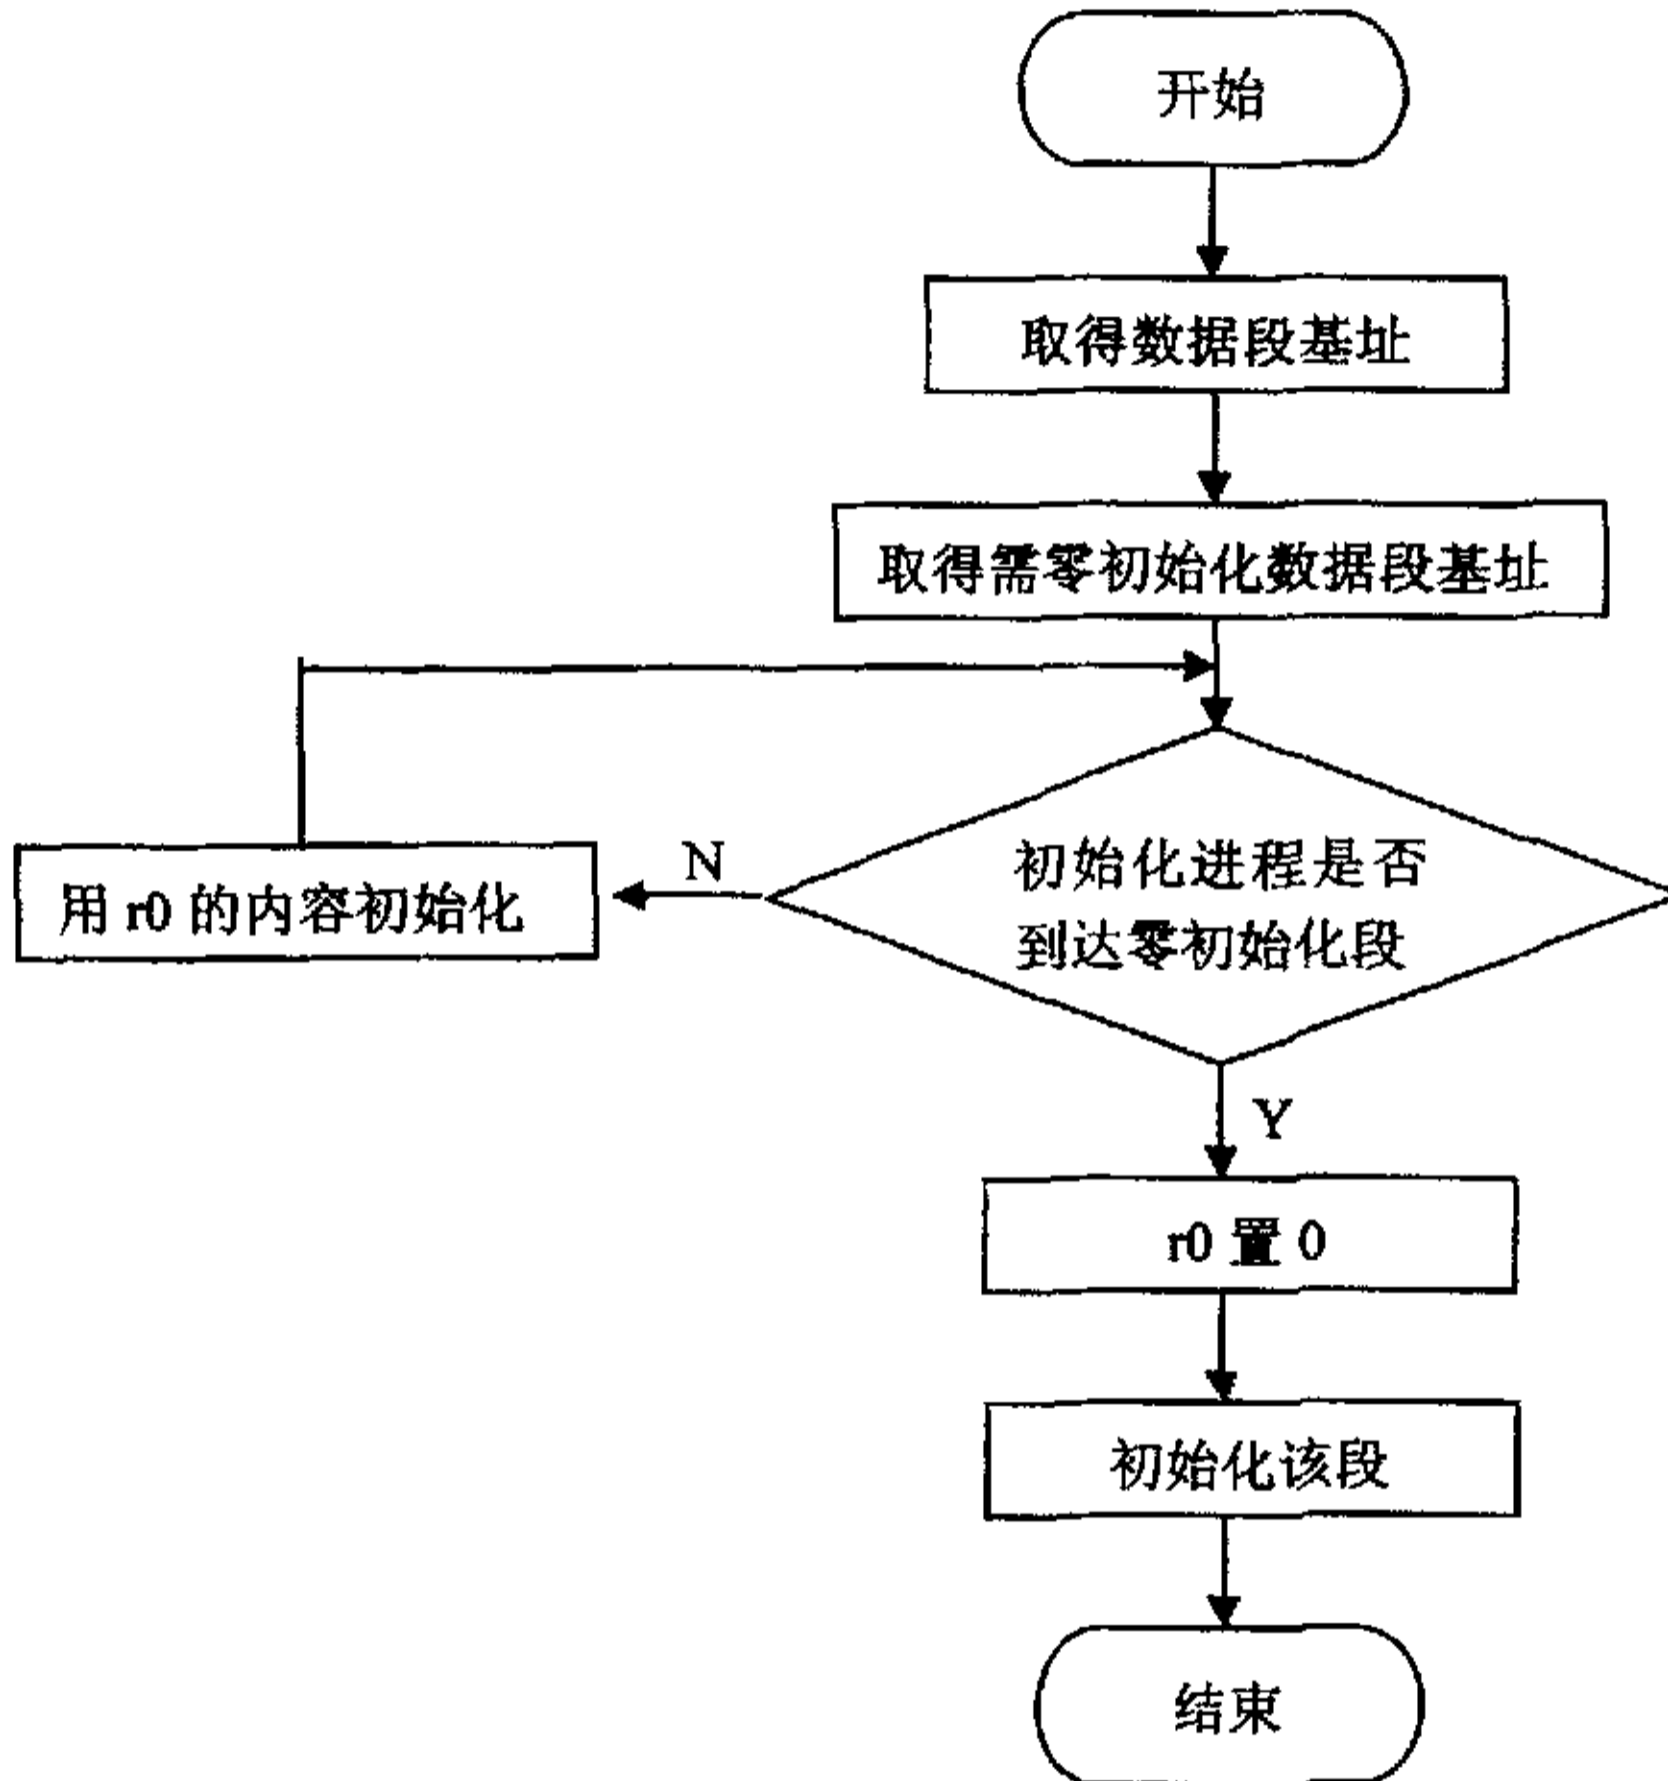 开始
取得数据段基址
取得需零初始化数据段基址
初始化进程是否
到达零初始化段
N
用 r0 的内容初始化
Y
r0 置 0
初始化该段
结束